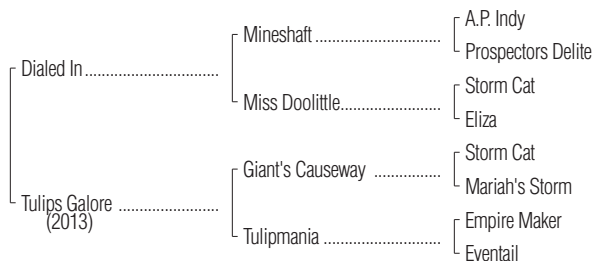 A.P. Indy
Mineshaft
Prospectors Delite
Dialed In
Storm Cat
Miss Doolittle
Eliza
Storm Cat
Giant's Causeway
Mariah's Storm
Tulips Galore
(2013)
Empire Maker
Tulipmania
Eventail